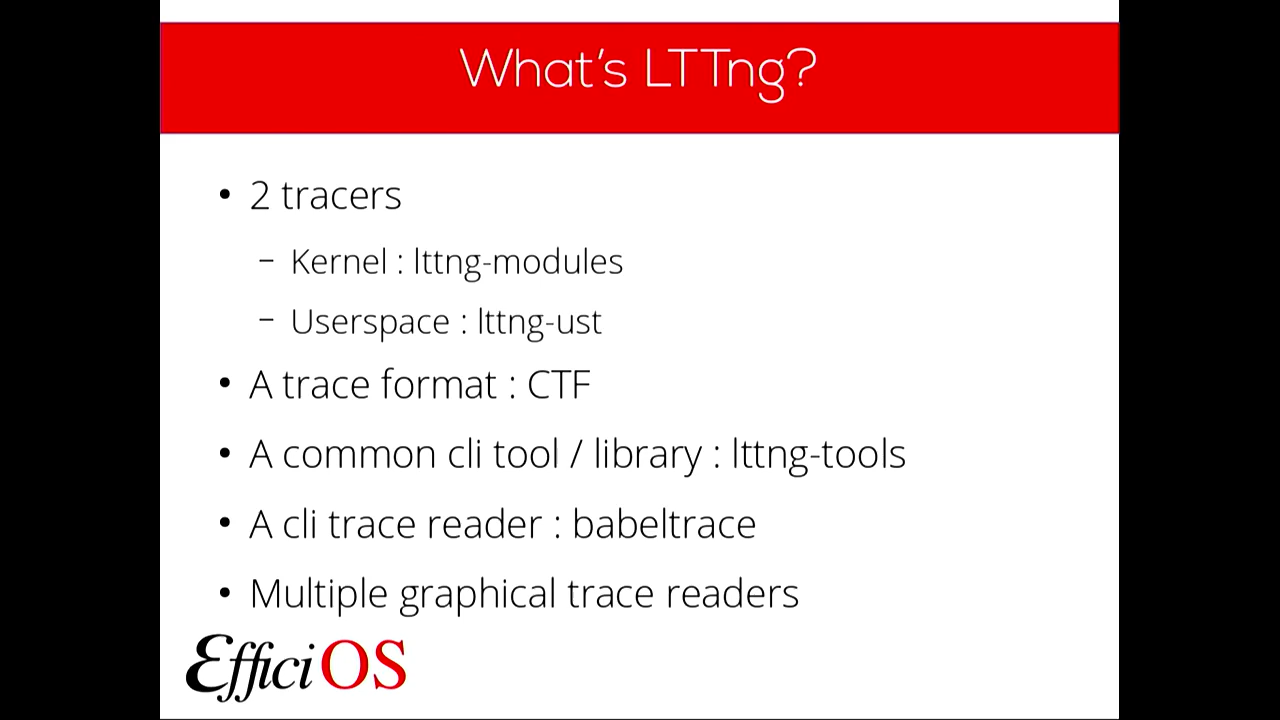 What's LTTng?
• 2 tracers
– Kernel : lttng-modules
– Userspace : lttng-ust
• A trace format : CTF
• A common cli tool / library : lttng-tools
• A cli trace reader : babeltrace
• Multiple graphical trace readers
EfficiOS